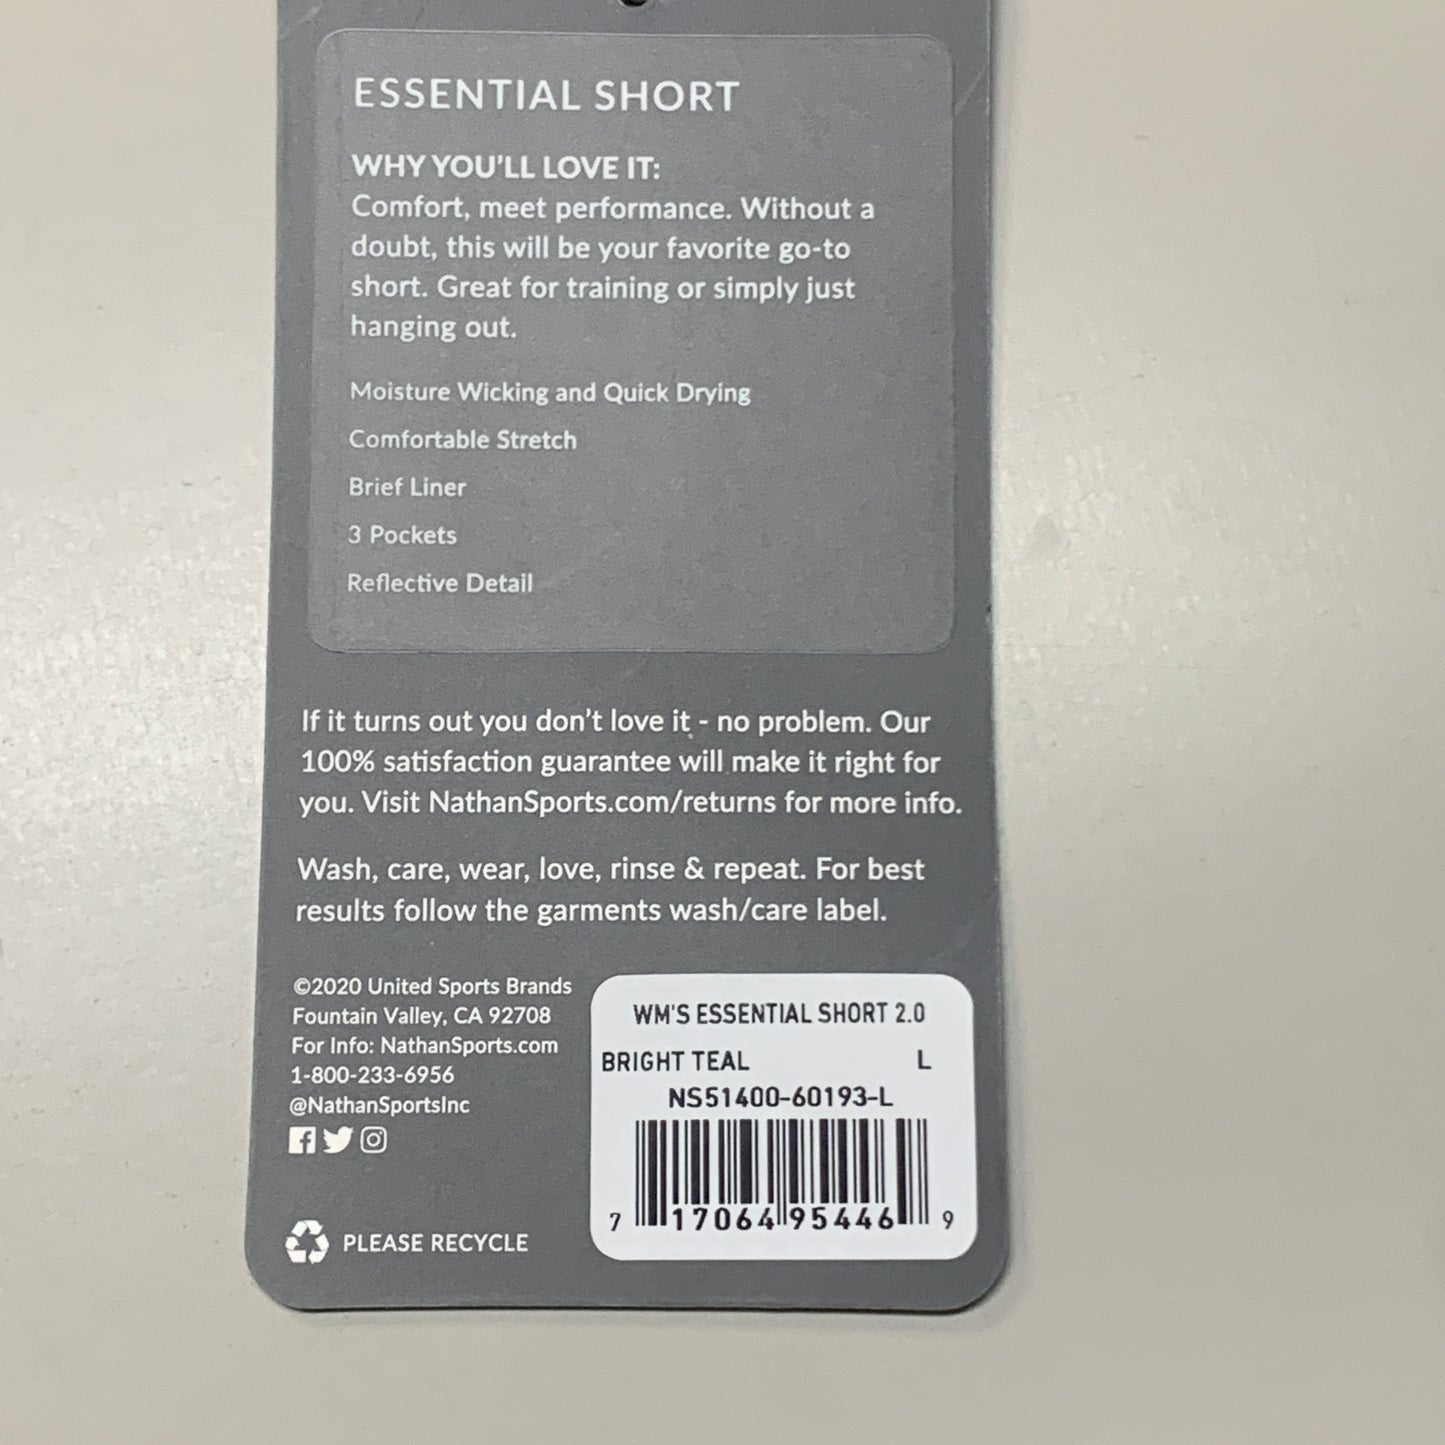 ESSENTIAL SHORT
WHY YOU'LL LOVE IT:
Comfort, meet performance. Without a
doubt, this will be your favorite go-to
short. Great for training or simply just
hanging out.
Moisture Wicking and Quick Drying
Comfortable Stretch
Brief Liner
3 Pockets
Reflective Detail
If it turns out you don't love it - no problem. Our
100% satisfaction guarantee will make it right for
you. Visit NathanSports.com/returns for more info.
Wash, care, wear, love, rinse & repeat. For best
results follow the garments wash/care label.
©2020 United Sports Brands
Fountain Valley, CA 92708
For Info: NathanSports.com
1-800-233-6956
@NathanSportsInc
PLEASE RECYCLE
WM'S ESSENTIAL SHORT 2.0
BRIGHT TEAL L
NS51400-60193-L
7 17064 95446 9